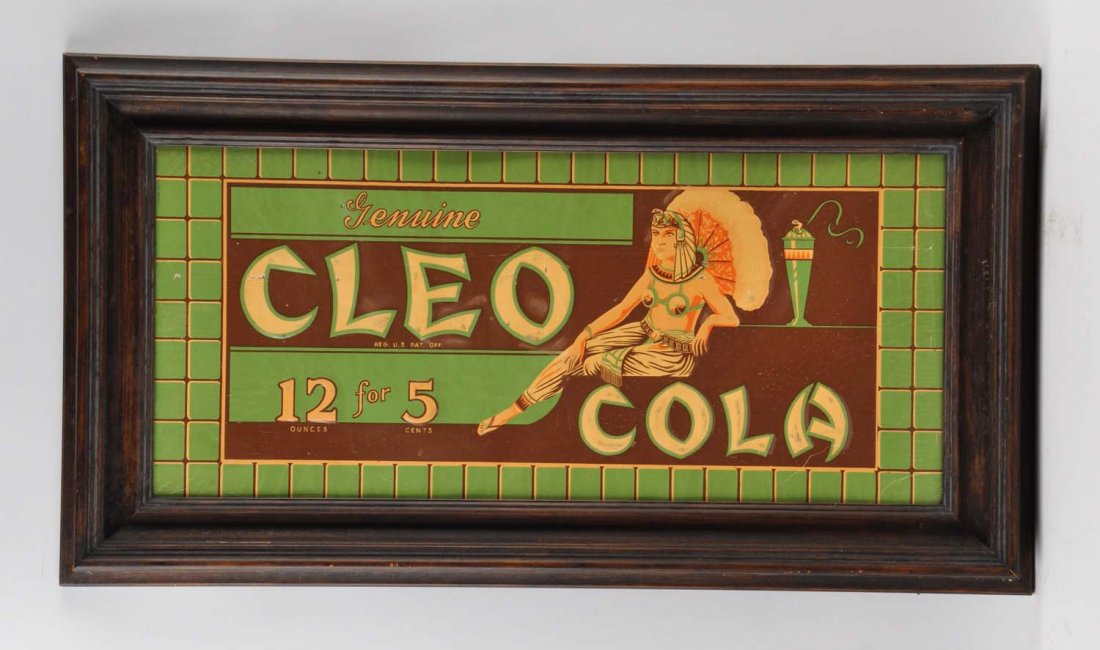 Genuine
CLEO
REG. U.S. PAT. OFF
12 for 5
OUNCES CENTS
COLA